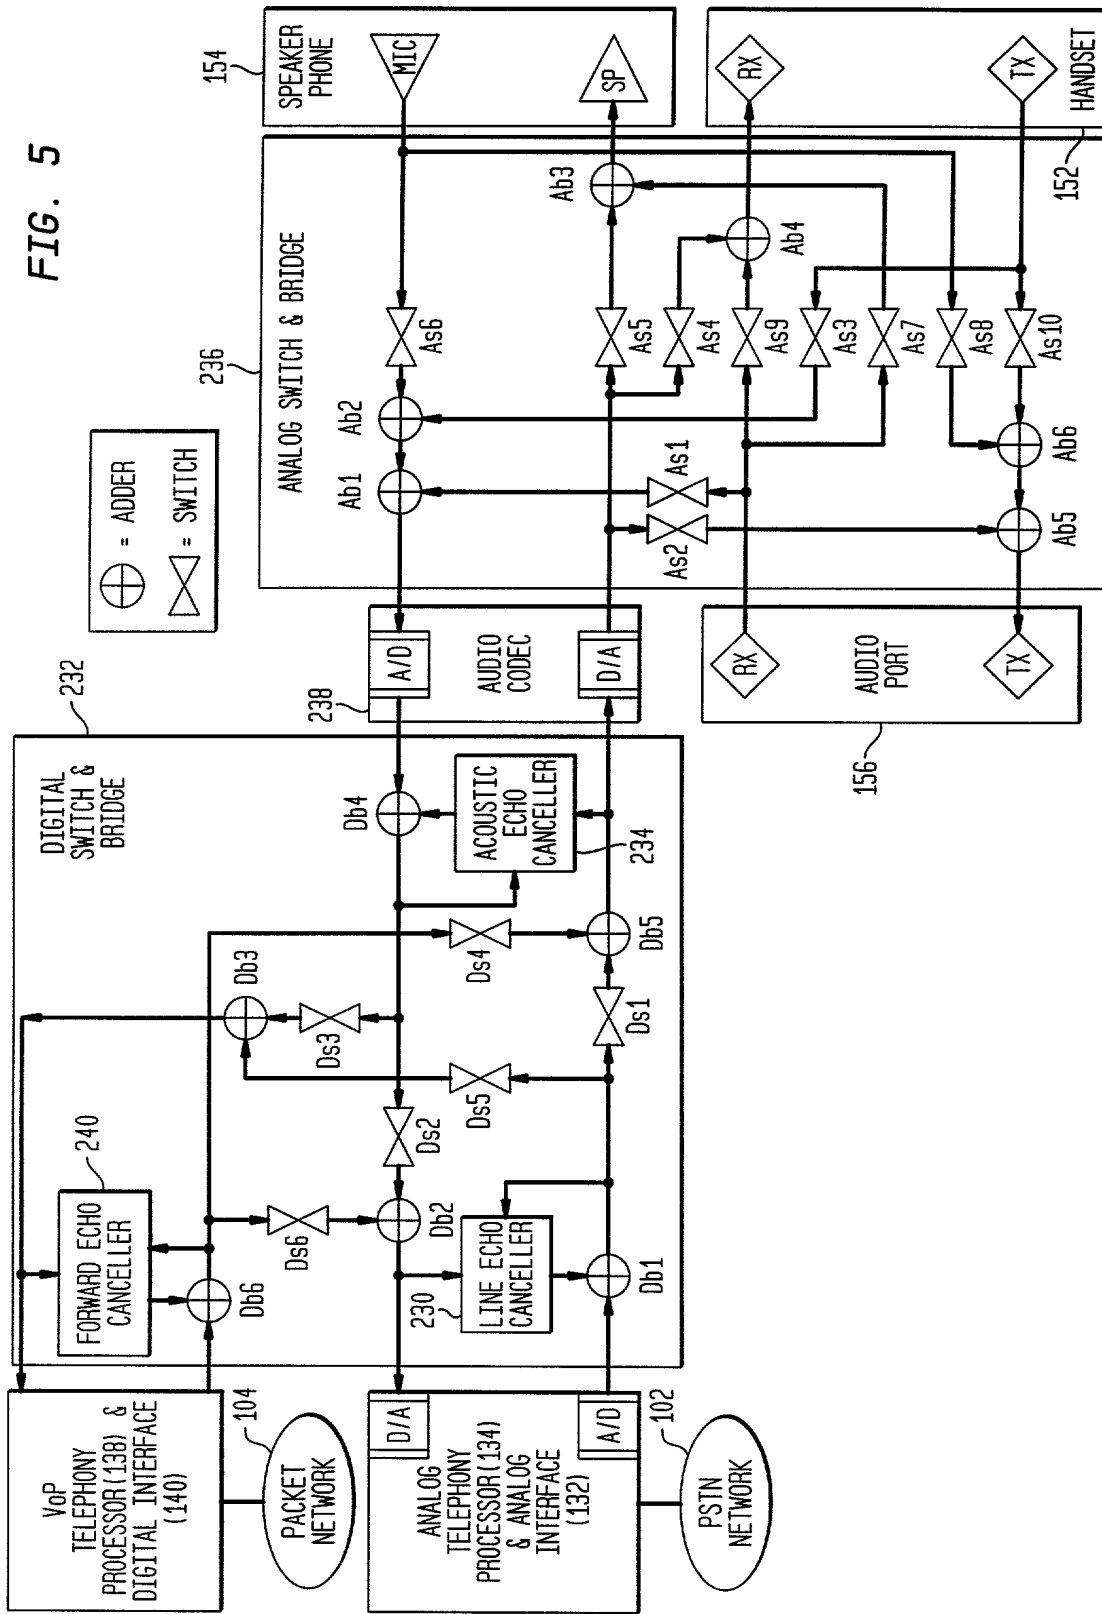 FIG. 5
= ADDER
= SWITCH
232
DIGITAL
SWITCH &
BRIDGE
240
FORWARD ECHO
CANCELLER
Db6
Ds6
Db3
Ds3
Ds4
Ds5
Db4
ACOUSTIC
ECHO
CANCELLER
234
Ds2
Db2
230
LINE ECHO
CANCELLER
Db1
Ds1
Db5
VoP
TELEPHONY
PROCESSOR(138) &
DIGITAL INTERFACE
(140)
104
PACKET
NETWORK
D/A
ANALOG
TELEPHONY
PROCESSOR(134)
& ANALOG
INTERFACE
(132)
A/D
102
PSTN
NETWORK
238
A/D
AUDIO
CODEC
D/A
RX
AUDIO
PORT
TX
156
236
ANALOG SWITCH & BRIDGE
Ab1
Ab2
As6
As1
As2
As5
As4
As9
As3
As7
As8
As10
Ab3
Ab4
Ab5
Ab6
154
SPEAKER
PHONE
MIC
SP
RX
TX
HANDSET
152